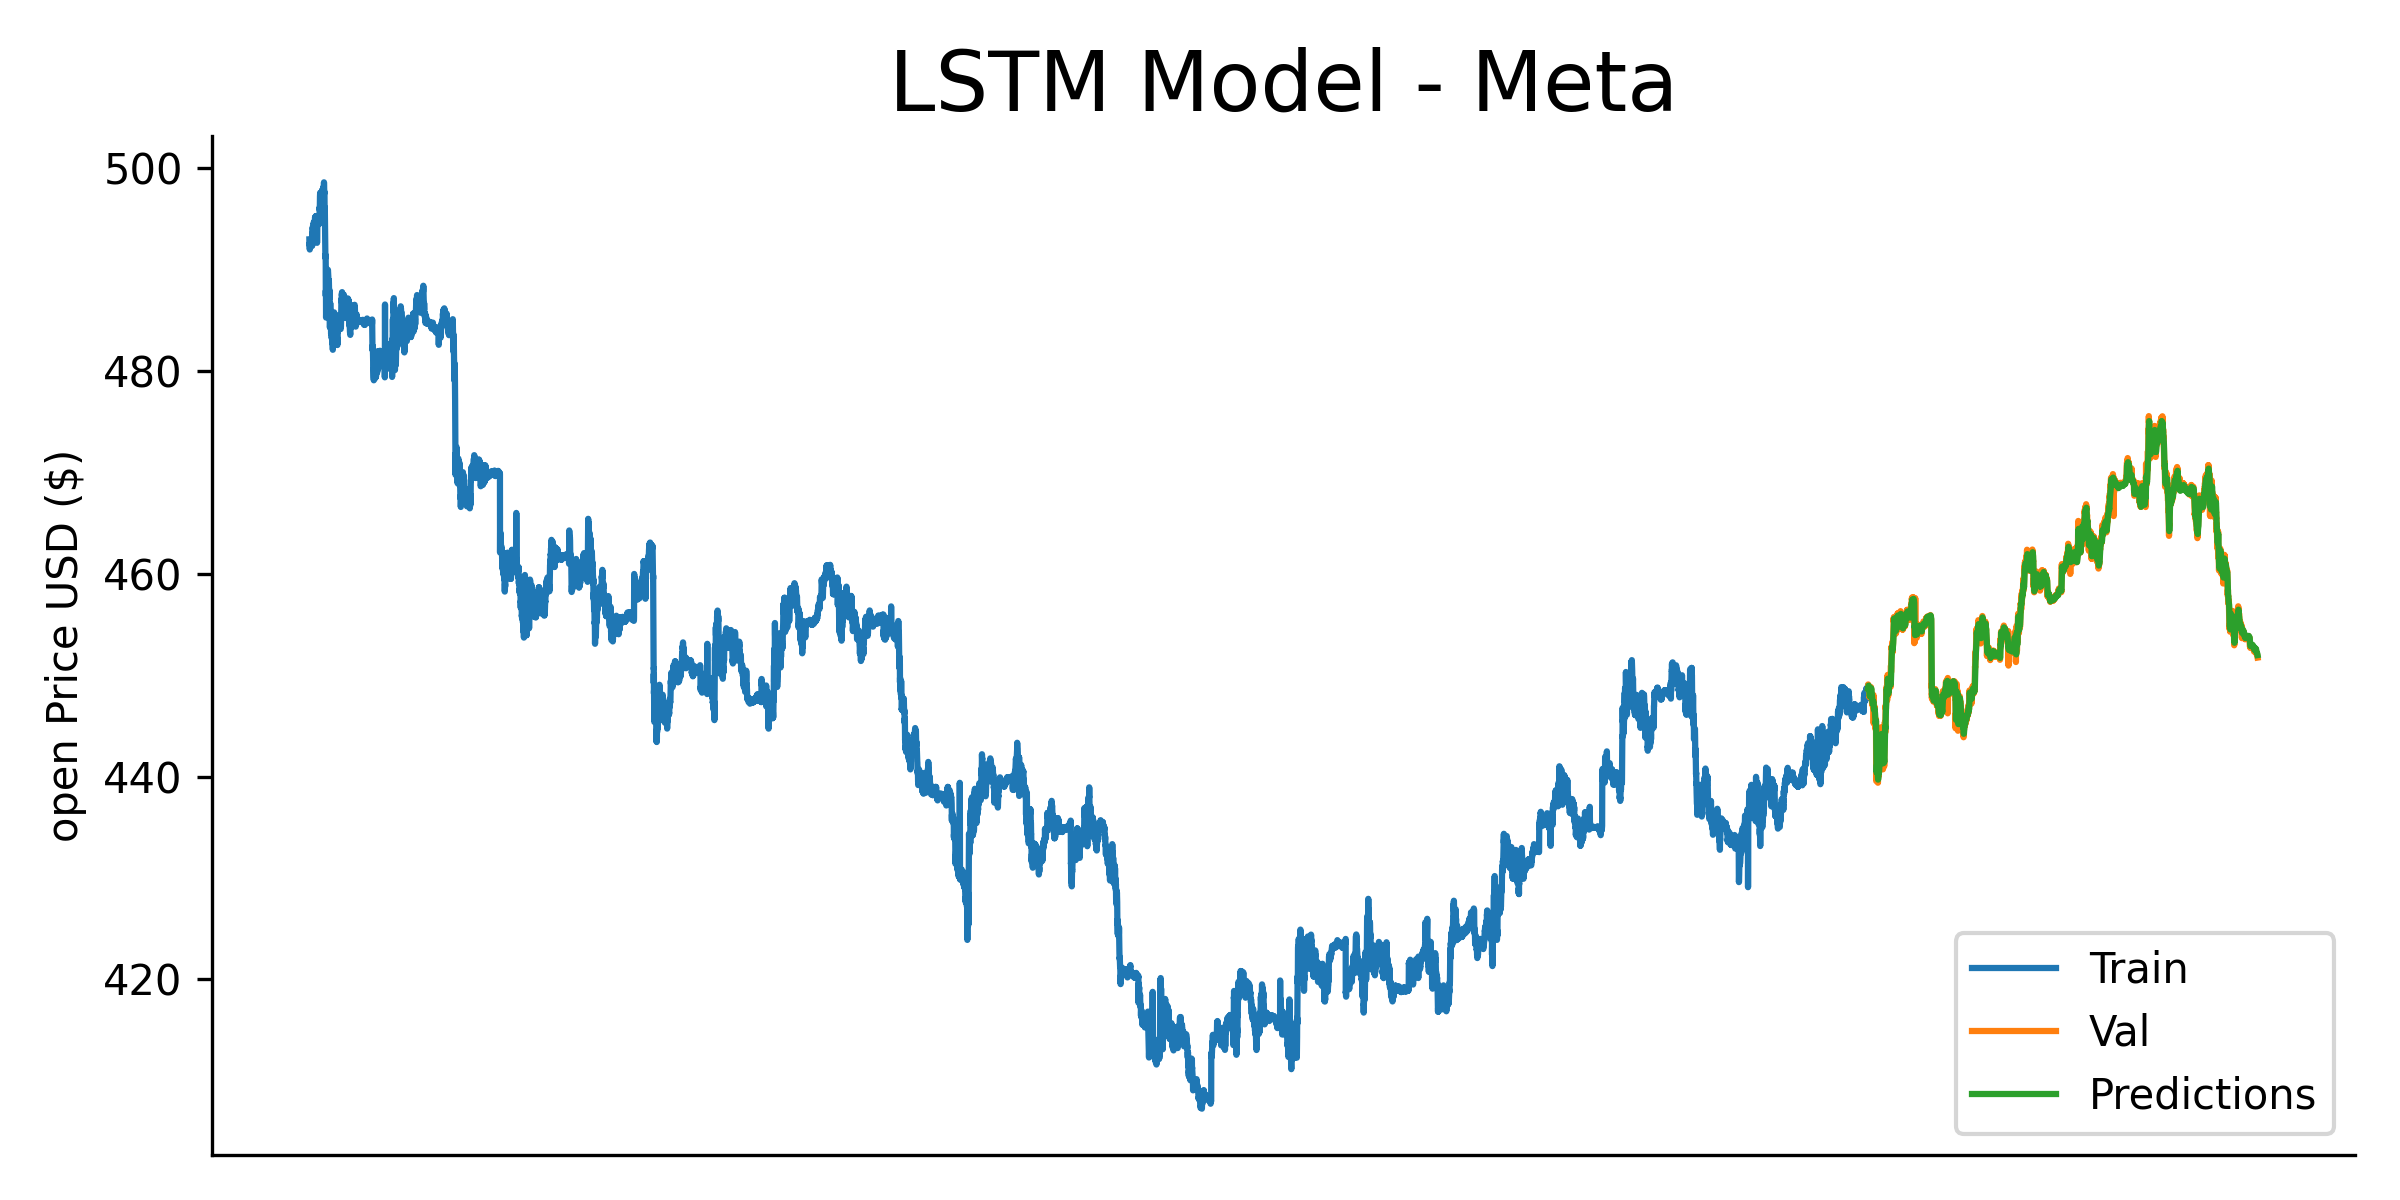 LSTM Model - Meta
open Price USD ($)
500
480
460
440
420
Train
Val
Predictions